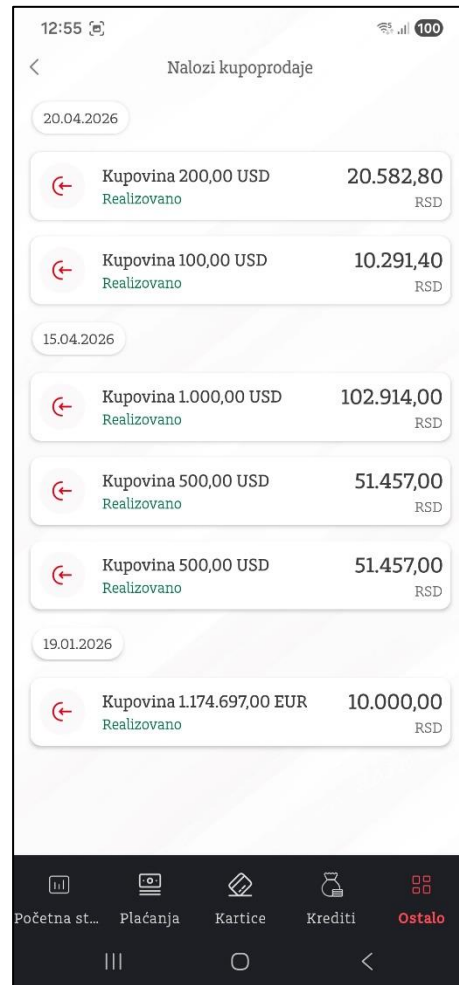 12:55
100
Nalozi kupoprodaje
20.04.2026
Kupovina 200,00 USD 20.582,80
Realizovano RSD
Kupovina 100,00 USD 10.291,40
Realizovano RSD
15.04.2026
Kupovina 1.000,00 USD 102.914,00
Realizovano RSD
Kupovina 500,00 USD 51.457,00
Realizovano RSD
Kupovina 500,00 USD 51.457,00
Realizovano RSD
19.01.2026
Kupovina 1.174.697,00 EUR 10.000,00
Realizovano RSD
Početna st... Plaćanja Kartice Krediti Ostalo